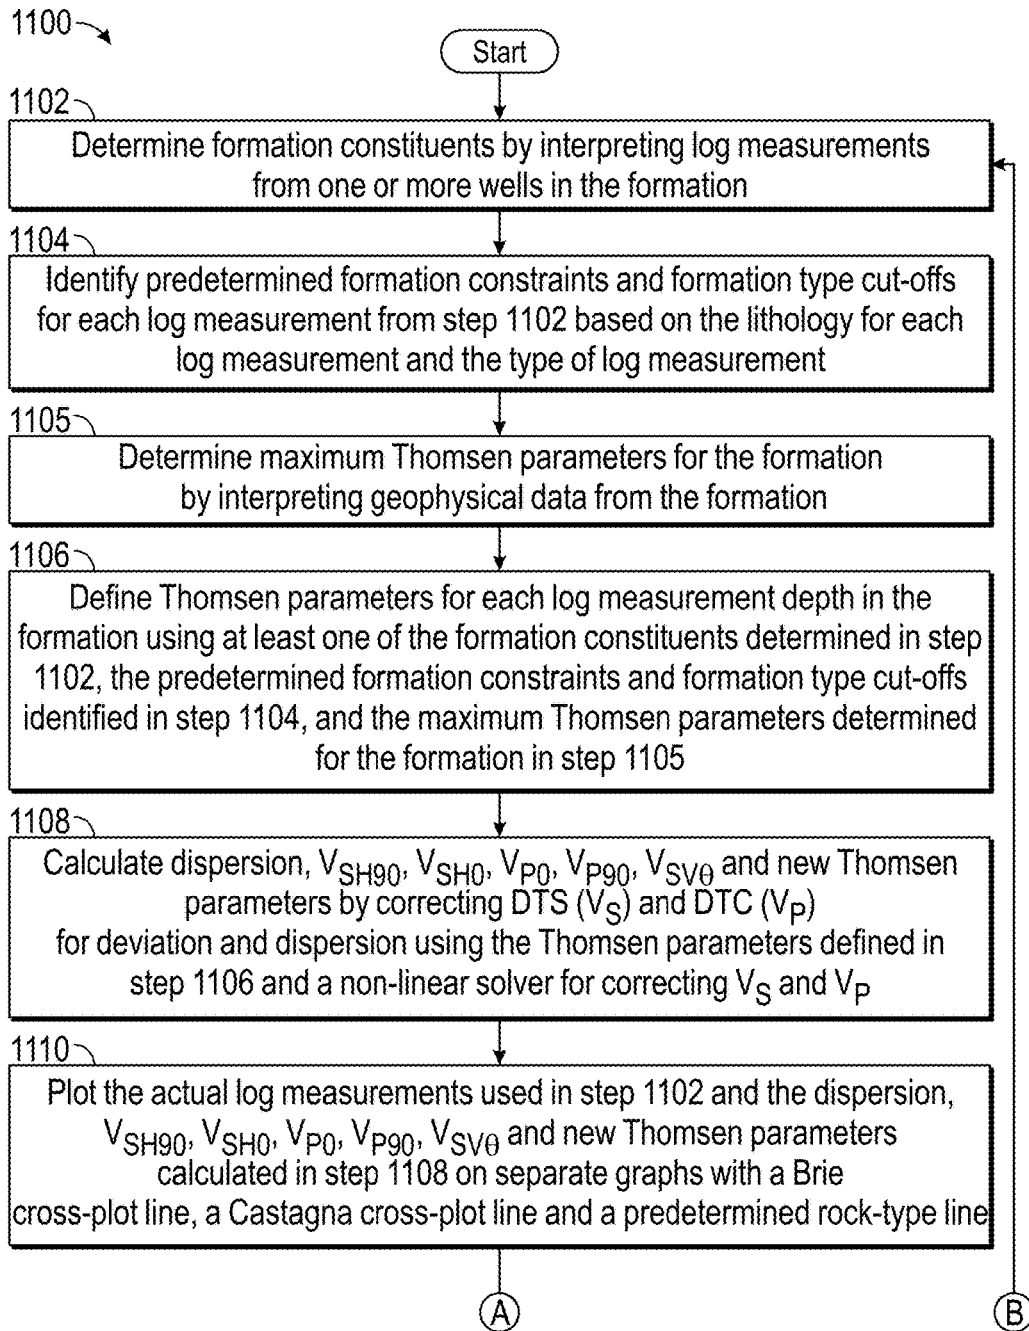 1100
Start
1102
Determine formation constituents by interpreting log measurements
from one or more wells in the formation
1104
Identify predetermined formation constraints and formation type cut-offs
for each log measurement from step 1102 based on the lithology for each
log measurement and the type of log measurement
1105
Determine maximum Thomsen parameters for the formation
by interpreting geophysical data from the formation
1106
Define Thomsen parameters for each log measurement depth in the
formation using at least one of the formation constituents determined in step
1102, the predetermined formation constraints and formation type cut-offs
identified in step 1104, and the maximum Thomsen parameters determined
for the formation in step 1105
1108
Calculate dispersion, VSH90, VSH0, VP0, VP90, VSVθ and new Thomsen
parameters by correcting DTS (VS) and DTC (VP)
for deviation and dispersion using the Thomsen parameters defined in
step 1106 and a non-linear solver for correcting VS and VP
1110
Plot the actual log measurements used in step 1102 and the dispersion,
VSH90, VSH0, VP0, VP90, VSVθ and new Thomsen parameters
calculated in step 1108 on separate graphs with a Brie
cross-plot line, a Castagna cross-plot line and a predetermined rock-type line
A
B